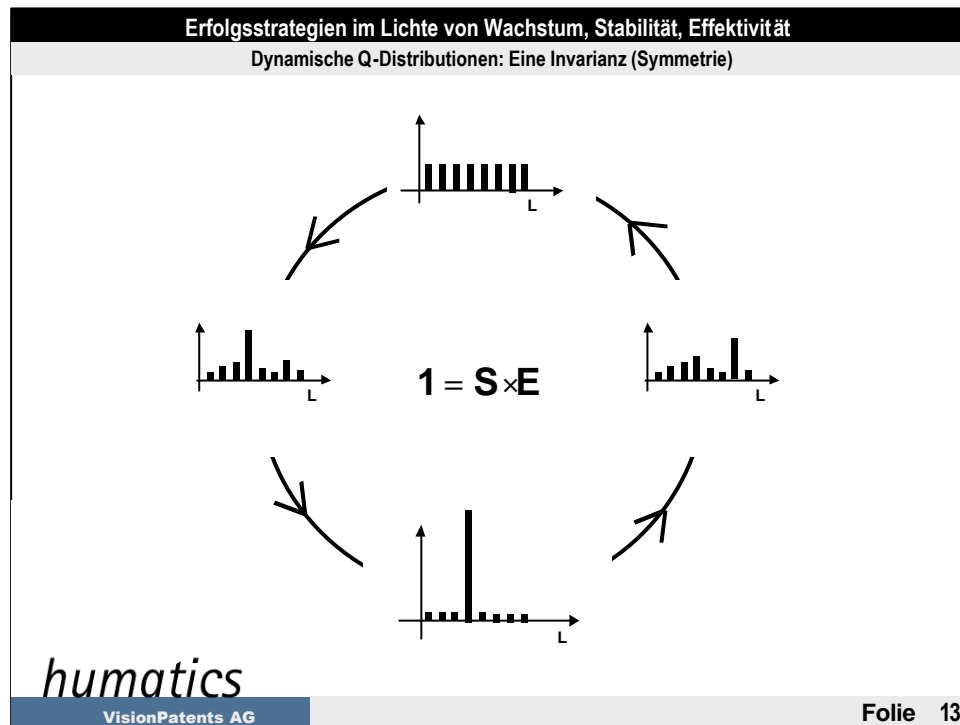 Erfolgsstrategien im Lichte von Wachstum, Stabilität, Effektivität
Dynamische Q-Distributionen: Eine Invarianz (Symmetrie)
L
L
1 = S×E
L
L
humatics
VisionPatents AG
Folie 13